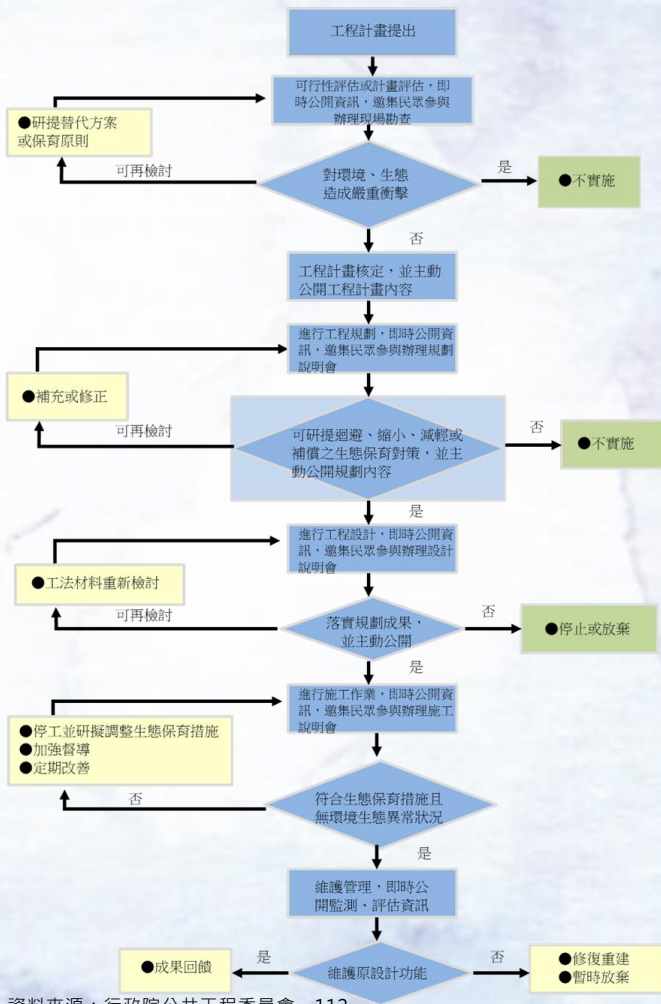 工程計畫提出
可行性評估或計畫評估，即
時公開資訊，邀集民眾參與
辦理現場勘查
●研提替代方案
或保育原則
可再檢討
對環境、生態
造成嚴重衝擊
是
●不實施
否
工程計畫核定，並主動
公開工程計畫內容
進行工程規劃，即時公開資
訊，邀集民眾參與辦理規劃
說明會
●補充或修正
可再檢討
可研提迴避、縮小、減輕或
補償之生態保育對策，並主
動公開規劃內容
否
●不實施
是
進行工程設計，即時公開資
訊，邀集民眾參與辦理設計
說明會
●工法材料重新檢討
可再檢討
落實規劃成果，
並主動公開
否
●停止或放棄
是
進行施工作業，即時公開資
訊，邀集民眾參與辦理施工
說明會
●停工並研擬調整生態保育措施
●加強督導
●定期改善
否
符合生態保育措施且
無環境生態異常狀況
是
維護管理，即時公
開監測、評估資訊
●成果回饋
是
維護原設計功能
否
●修復重建
●暫時放棄
資料來源：行政院公共工程委員會，112